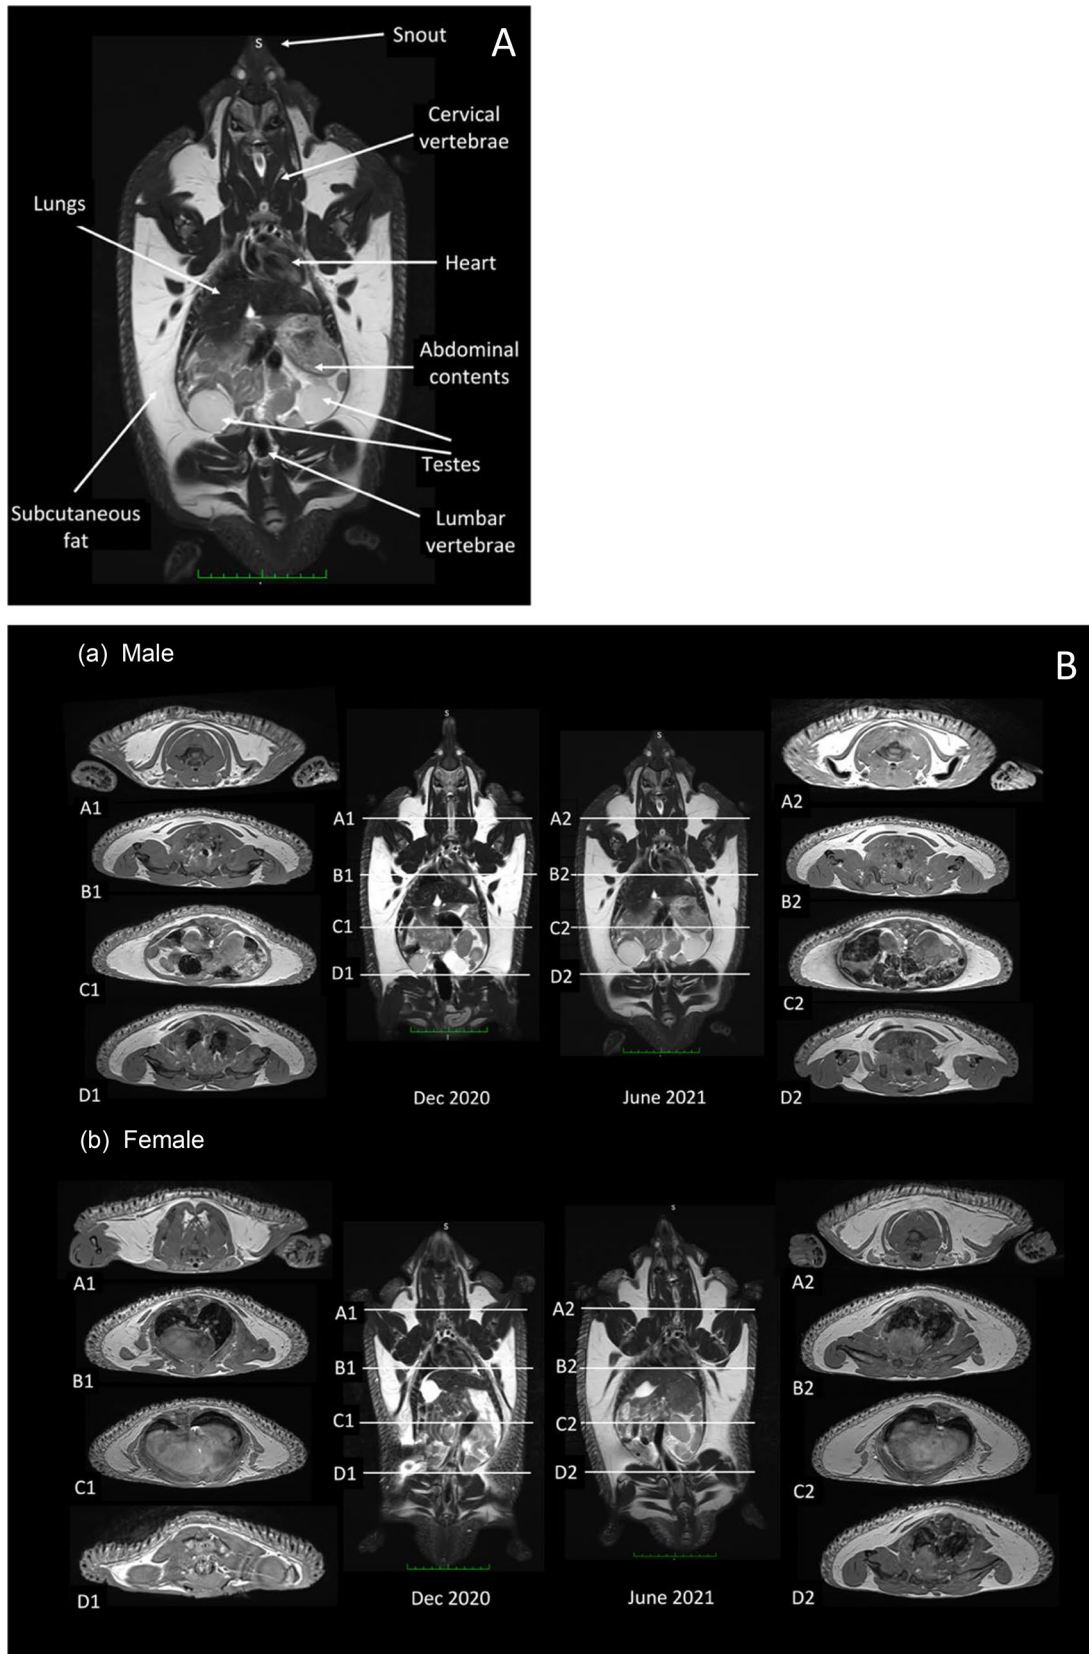 S
Snout
A
Cervical
vertebrae
Lungs
Heart
Abdominal
contents
Testes
Subcutaneous
fat
Lumbar
vertebrae
(a) Male
B
S
S
A1
A1
A2
A2
B1
B1
B2
B2
C1
C1
C2
C2
D1
D1
D2
D2
Dec 2020
June 2021
(b) Female
S
S
A1
A1
A2
A2
B1
B1
B2
B2
C1
C1
C2
C2
D1
D1
D2
D2
Dec 2020
June 2021